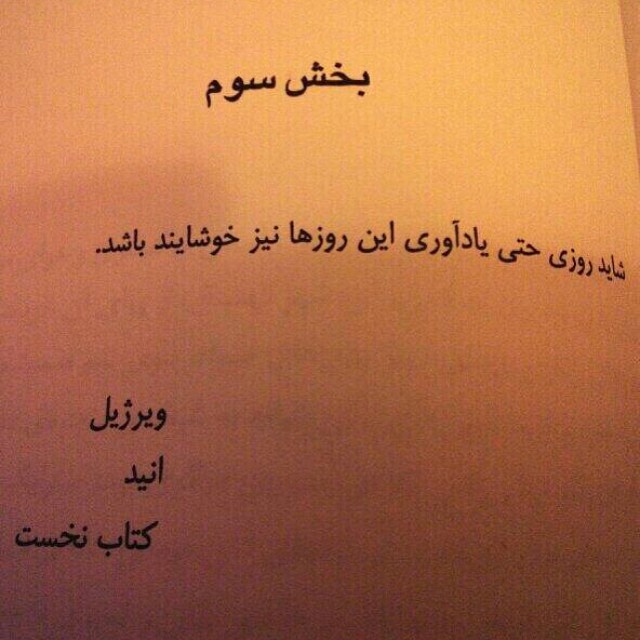 بخش سوم
شاید روزی حتی یادآوری این روزها نیز خوشایند باشد.
ویرژیل
انید
کتاب نخست